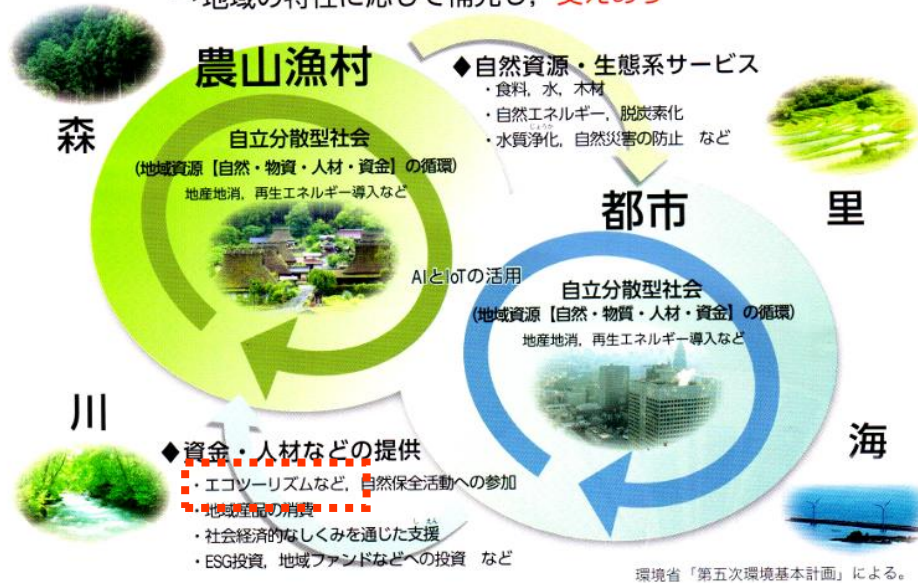 地域の特性に応じて補完し，支えあう
農山漁村
森
自立分散型社会
(地域資源【自然・物資・人材・資金】の循環)
地産地消，再生エネルギー導入など
◆自然資源・生態系サービス
・食料，水，木材
・自然エネルギー，脱炭素化
じょうか
・水質浄化，自然災害の防止 など
里
都市
AIとIoTの活用
自立分散型社会
(地域資源【自然・物質・人材・資金】の循環)
地産地消，再生エネルギー導入など
川
◆資金・人材などの提供
・エコツーリズムなど，自然保全活動への参加
・地域産品の消費
しえん
・社会経済的なしくみを通じた支援
・ESG投資，地域ファンドなどへの投資 など
海
環境省「第五次環境基本計画」による。